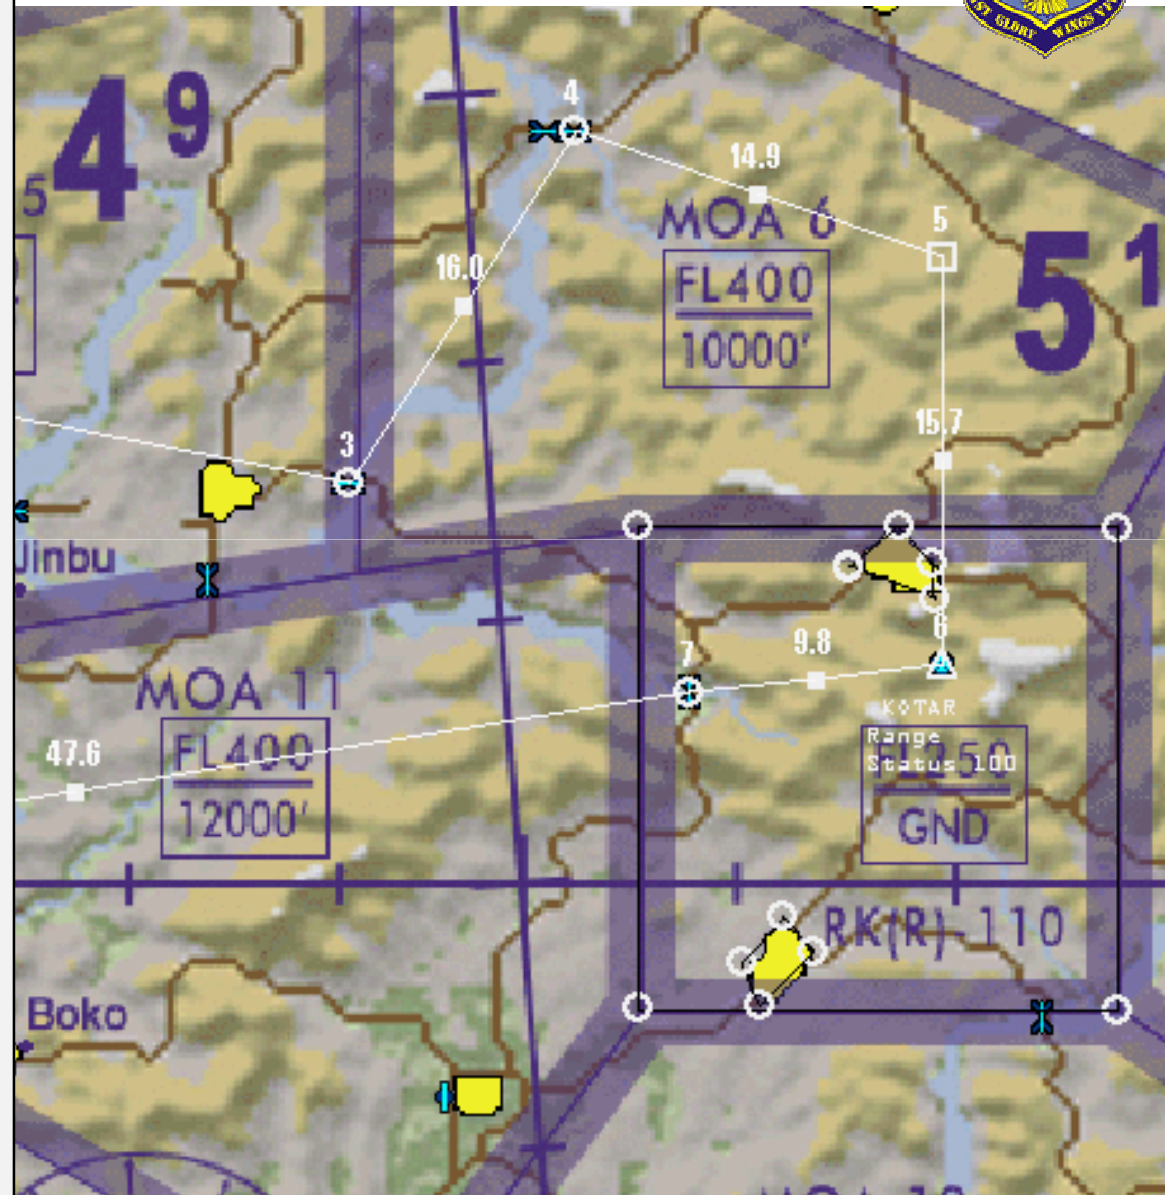 GLORY WINGS
4 9
4
14.9
5
MOA 6
5
FL400
10000'
5 1
16.0
3
15.7
Jinbu
6
7
9.8
MOA 11
FL400
12000'
47.6
KOTAR
Range
Status 100
FL250
GND
RK(R)-110
Boko